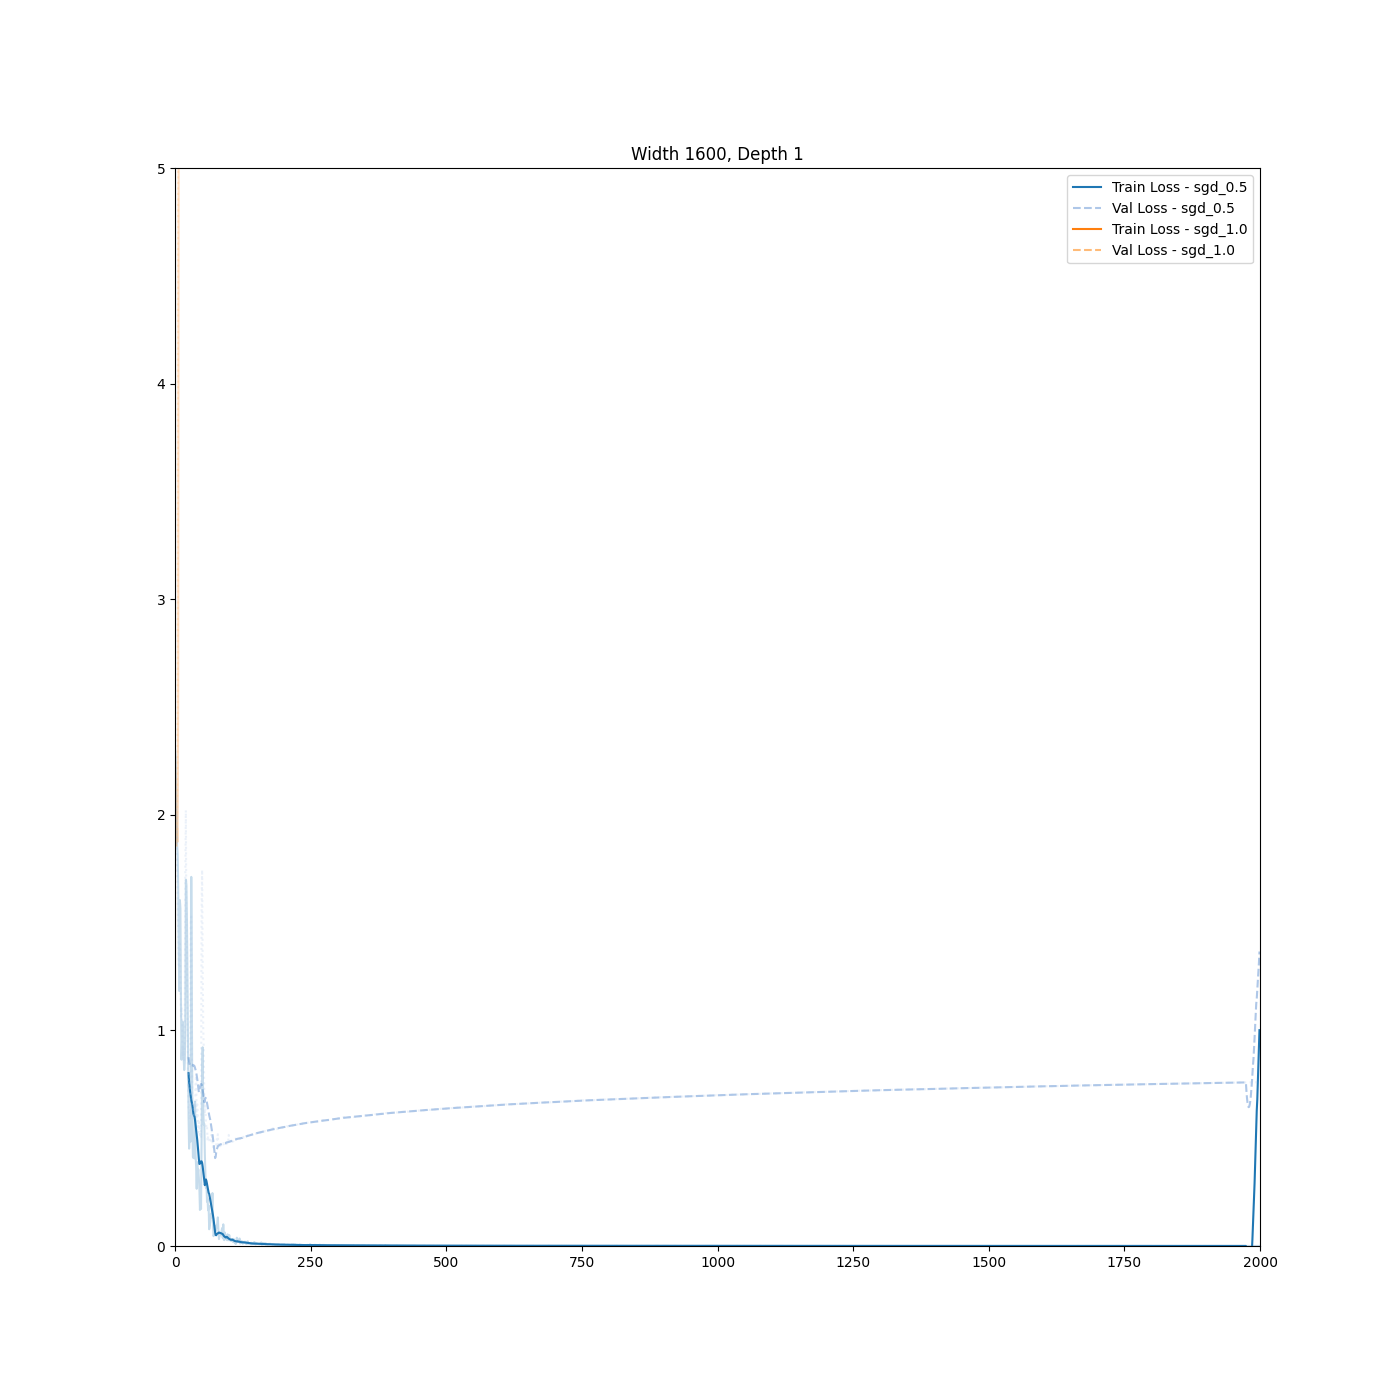 Width 1600, Depth 1
5
4
3
2
1
0
0 250 500 750 1000 1250 1500 1750 2000
Train Loss - sgd_0.5
Val Loss - sgd_0.5
Train Loss - sgd_1.0
Val Loss - sgd_1.0